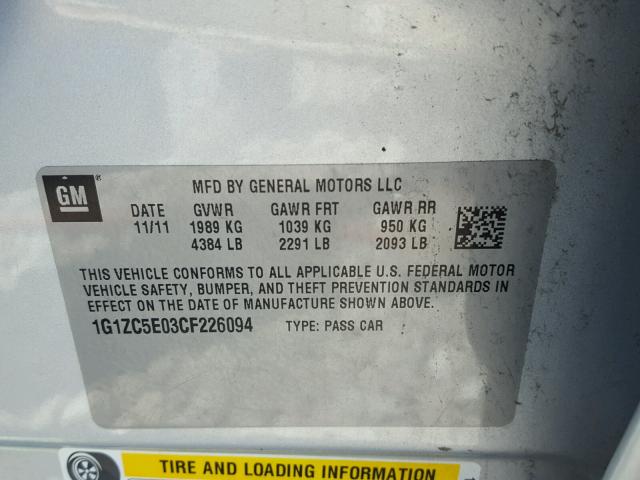 GM ®
MFD BY GENERAL MOTORS LLC
DATE GVWR GAWR FRT GAWR RR
11/11 1989 KG 1039 KG 950 KG
4384 LB 2291 LB 2093 LB
THIS VEHICLE CONFORMS TO ALL APPLICABLE U.S. FEDERAL MOTOR
VEHICLE SAFETY, BUMPER, AND THEFT PREVENTION STANDARDS IN
EFFECT ON THE DATE OF MANUFACTURE SHOWN ABOVE.
1G1ZC5E03CF226094 TYPE: PASS CAR
TIRE AND LOADING INFORMATION